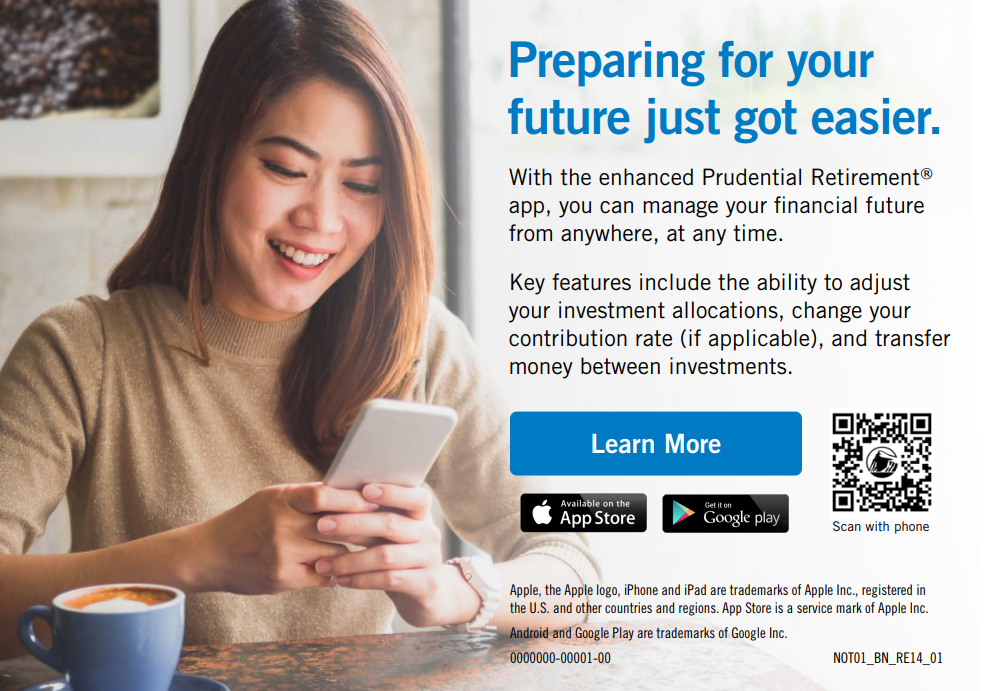 Preparing for your
future just got easier.
With the enhanced Prudential Retirement®
app, you can manage your financial future
from anywhere, at any time.
Key features include the ability to adjust
your investment allocations, change your
contribution rate (if applicable), and transfer
money between investments.
Learn More
Available on the
App Store
Get it on
Google play
Scan with phone
Apple, the Apple logo, iPhone and iPad are trademarks of Apple Inc., registered in
the U.S. and other countries and regions. App Store is a service mark of Apple Inc.
Android and Google Play are trademarks of Google Inc.
0000000-00001-00
NOT01_BN_RE14_01